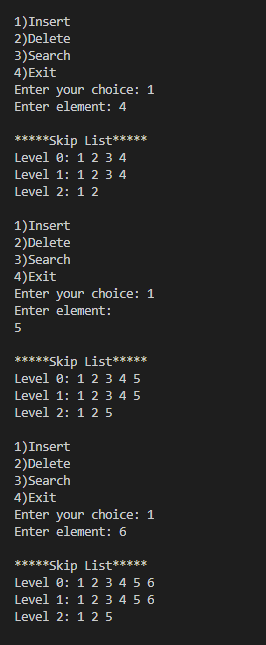 1)Insert
2)Delete
3)Search
4)Exit
Enter your choice: 1
Enter element: 4
*****Skip List*****
Level 0: 1 2 3 4
Level 1: 1 2 3 4
Level 2: 1 2
1)Insert
2)Delete
3)Search
4)Exit
Enter your choice: 1
Enter element:
5
*****Skip List*****
Level 0: 1 2 3 4 5
Level 1: 1 2 3 4 5
Level 2: 1 2 5
1)Insert
2)Delete
3)Search
4)Exit
Enter your choice: 1
Enter element: 6
*****Skip List*****
Level 0: 1 2 3 4 5 6
Level 1: 1 2 3 4 5 6
Level 2: 1 2 5